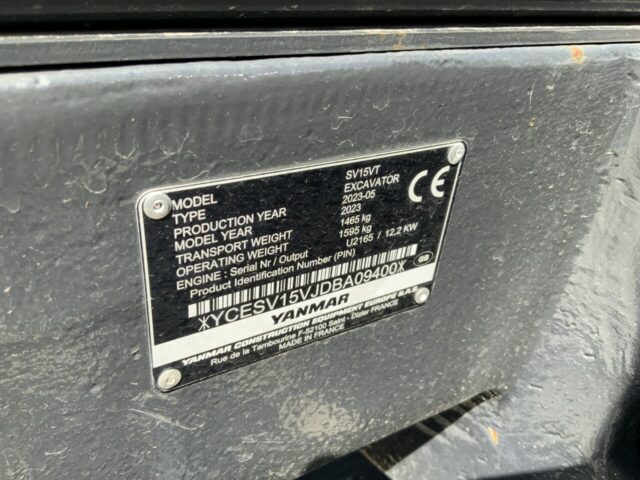 MODEL SV15VT
TYPE EXCAVATOR
PRODUCTION YEAR 2023-05
MODEL YEAR 2023
TRANSPORT WEIGHT 1465 kg
OPERATING WEIGHT 1595 kg
ENGINE : Serial Nr / Output U2165 / 12,2 KW
Product Identification Number (PIN)
CE
GB
YCESV15VJDBA09400X
YANMAR
YANMAR CONSTRUCTION EQUIPMENT EUROPE S.A.S
Rue de la Tambourine F-52100 Saint - Dizier FRANCE
MADE IN FRANCE